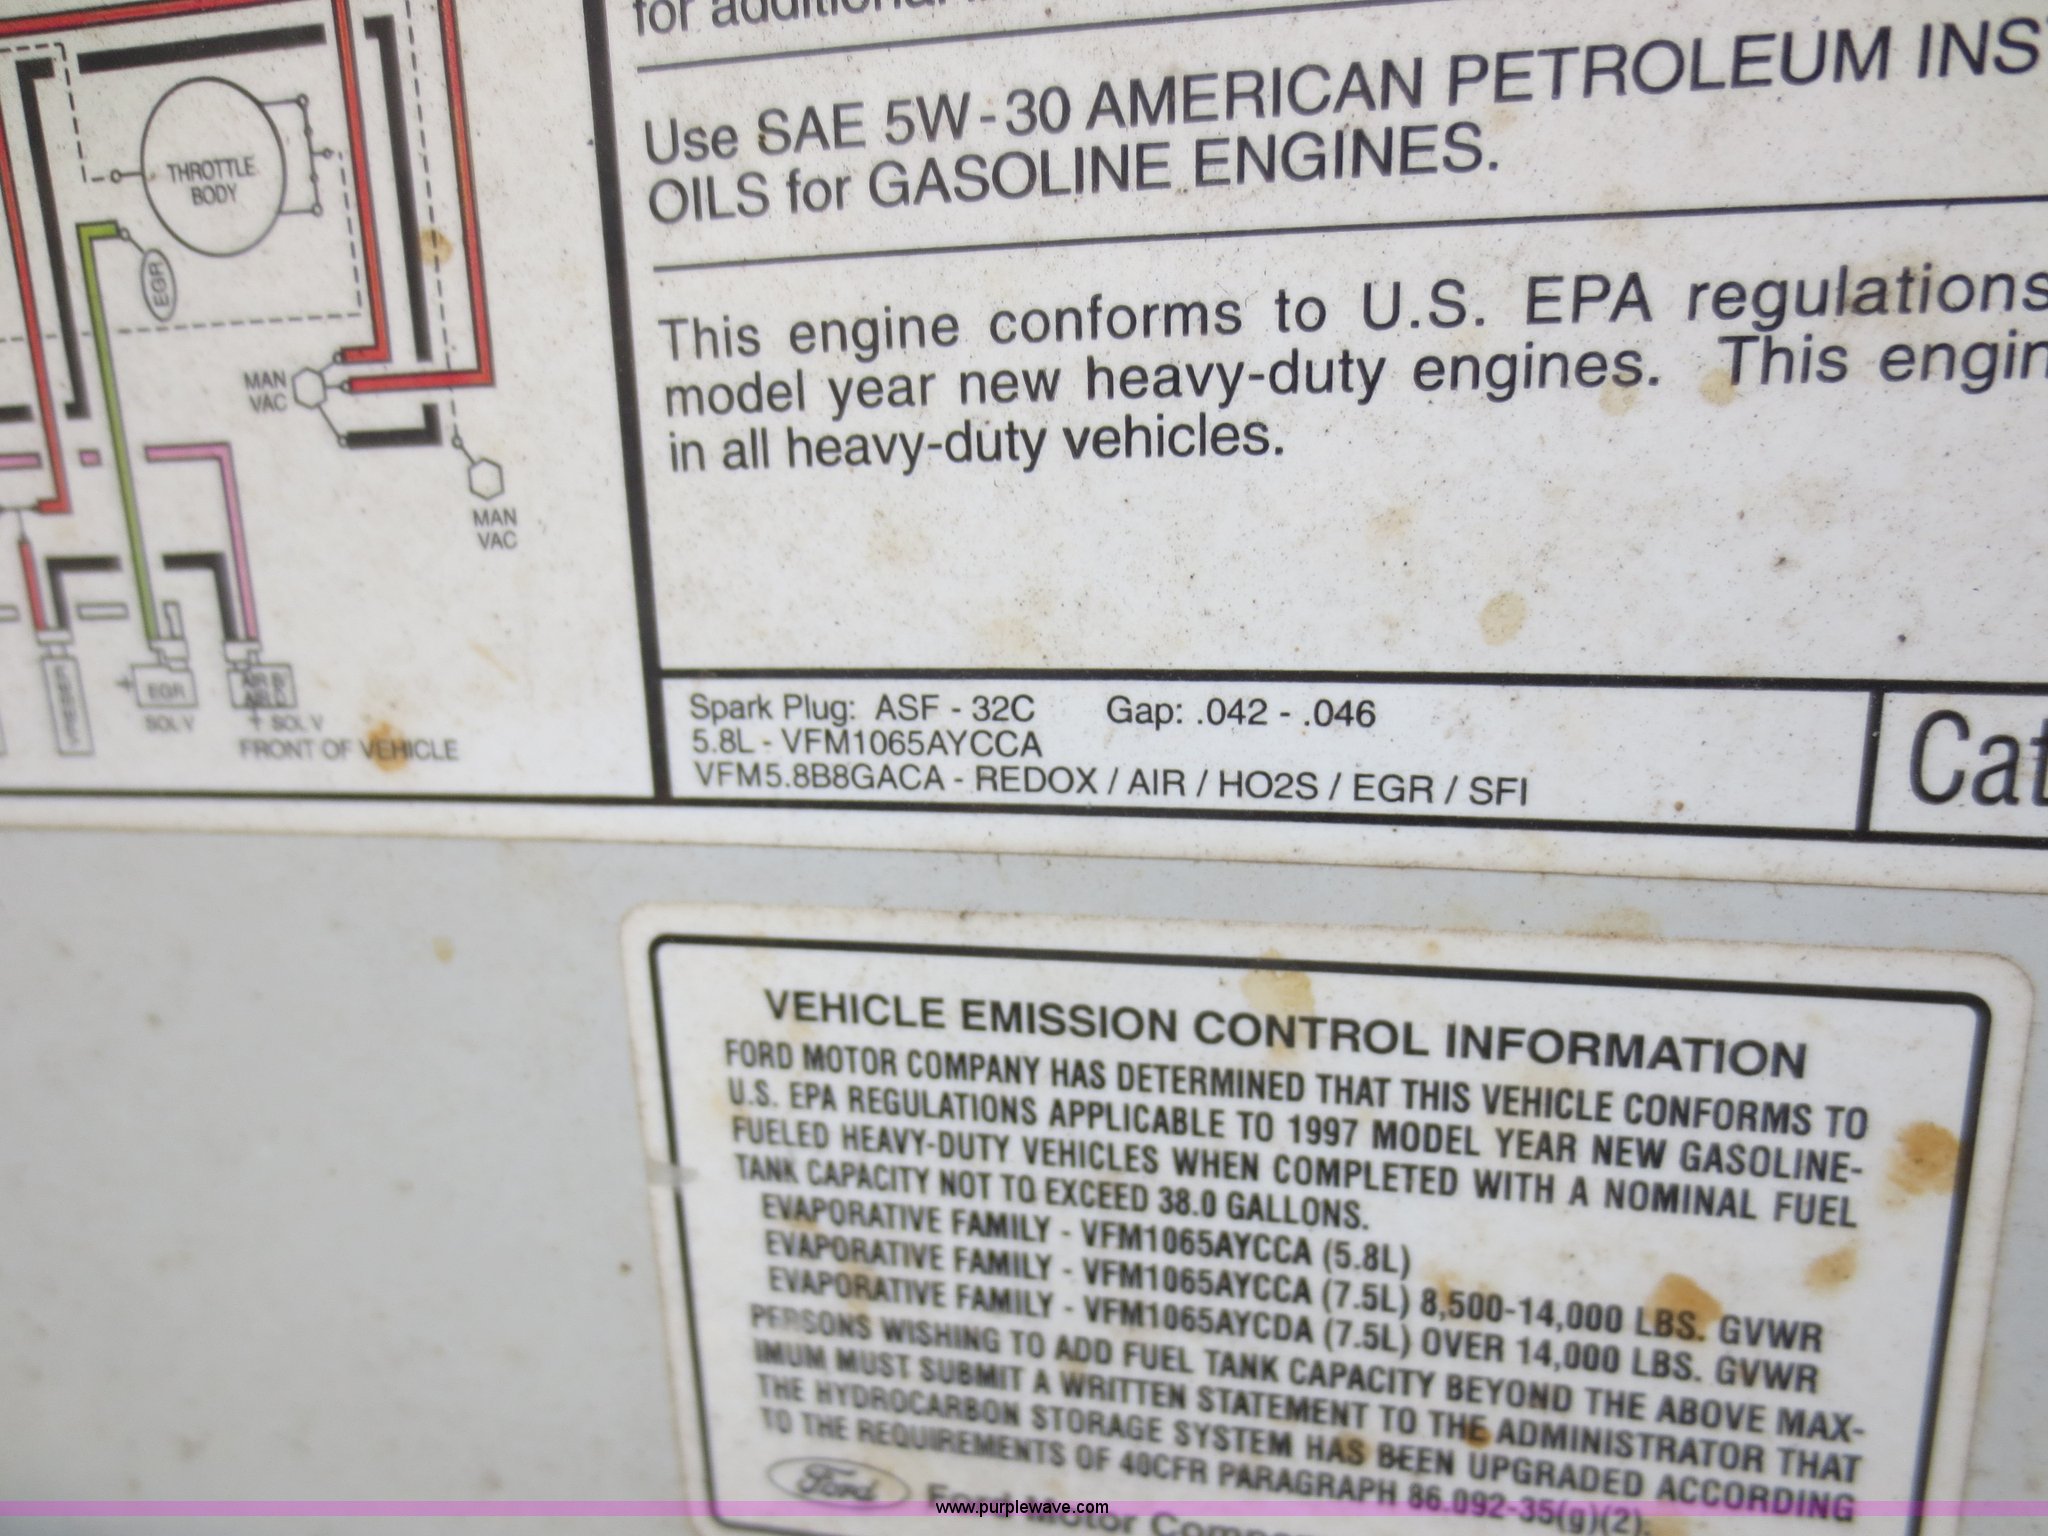 for additional
Use SAE 5W-30 AMERICAN PETROLEUM INS
OILS for GASOLINE ENGINES.
This engine conforms to U.S. EPA regulations
model year new heavy-duty engines. This engin
in all heavy-duty vehicles.
THROTTLE
BODY
EGR
MAN
VAC
MAN
VAC
EGR
SOL V
SOL V
FRONT OF VEHICLE
Spark Plug: ASF - 32C Gap: .042 - .046
5.8L - VFM1065AYCCA
VFM5.8B8GACA - REDOX / AIR / HO2S / EGR / SFI
Cat
VEHICLE EMISSION CONTROL INFORMATION
FORD MOTOR COMPANY HAS DETERMINED THAT THIS VEHICLE CONFORMS TO
U.S. EPA REGULATIONS APPLICABLE TO 1997 MODEL YEAR NEW GASOLINE-
FUELED HEAVY-DUTY VEHICLES WHEN COMPLETED WITH A NOMINAL FUEL
TANK CAPACITY NOT TO EXCEED 38.0 GALLONS.
EVAPORATIVE FAMILY - VFM1065AYCCA (5.8L)
EVAPORATIVE FAMILY - VFM1065AYCCA (7.5L) 8,500-14,000 LBS. GVWR
EVAPORATIVE FAMILY - VFM1065AYCDA (7.5L) OVER 14,000 LBS. GVWR
PERSONS WISHING TO ADD FUEL TANK CAPACITY BEYOND THE ABOVE MAX-
IMUM MUST SUBMIT A WRITTEN STATEMENT TO THE ADMINISTRATOR THAT
THE HYDROCARBON STORAGE SYSTEM HAS BEEN UPGRADED ACCORDING
TO THE REQUIREMENTS OF 40CFR PARAGRAPH 86.092-35(g)(2).
Ford Ford Motor Compan
www.purplewave.com